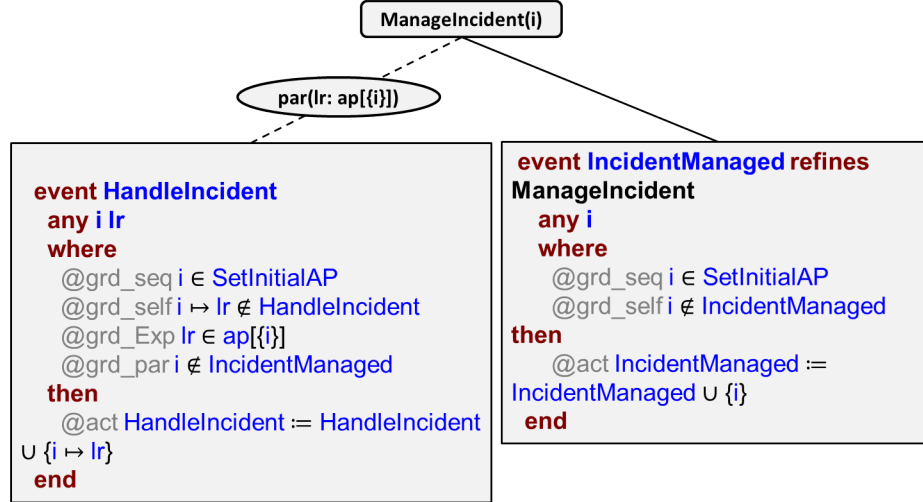 ManageIncident(i)
par(lr: ap[{i}])
event HandleIncident
any i lr
where
@grd_seq i ∈ SetInitialAP
@grd_self i ↦ lr ∉ HandleIncident
@grd_Exp lr ∈ ap[{i}]
@grd_par i ∉ IncidentManaged
then
@act HandleIncident ≔ HandleIncident
∪ {i ↦ lr}
end
event IncidentManaged refines
ManageIncident
any i
where
@grd_seq i ∈ SetInitialAP
@grd_self i ∉ IncidentManaged
then
@act IncidentManaged ≔
IncidentManaged ∪ {i}
end